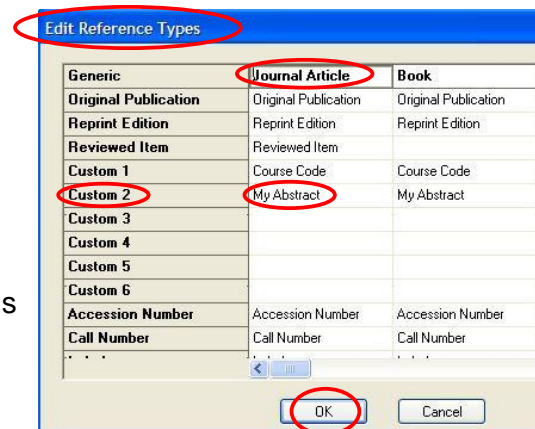 Edit Reference Types
Generic Journal Article Book
Original Publication Original Publication Original Publication
Reprint Edition Reprint Edition Reprint Edition
Reviewed Item Reviewed Item
Custom 1 Course Code Course Code
Custom 2 My Abstract My Abstract
Custom 3
Custom 4
Custom 5
Custom 6
s
Accession Number Accession Number Accession Number
Call Number Call Number Call Number
OK Cancel